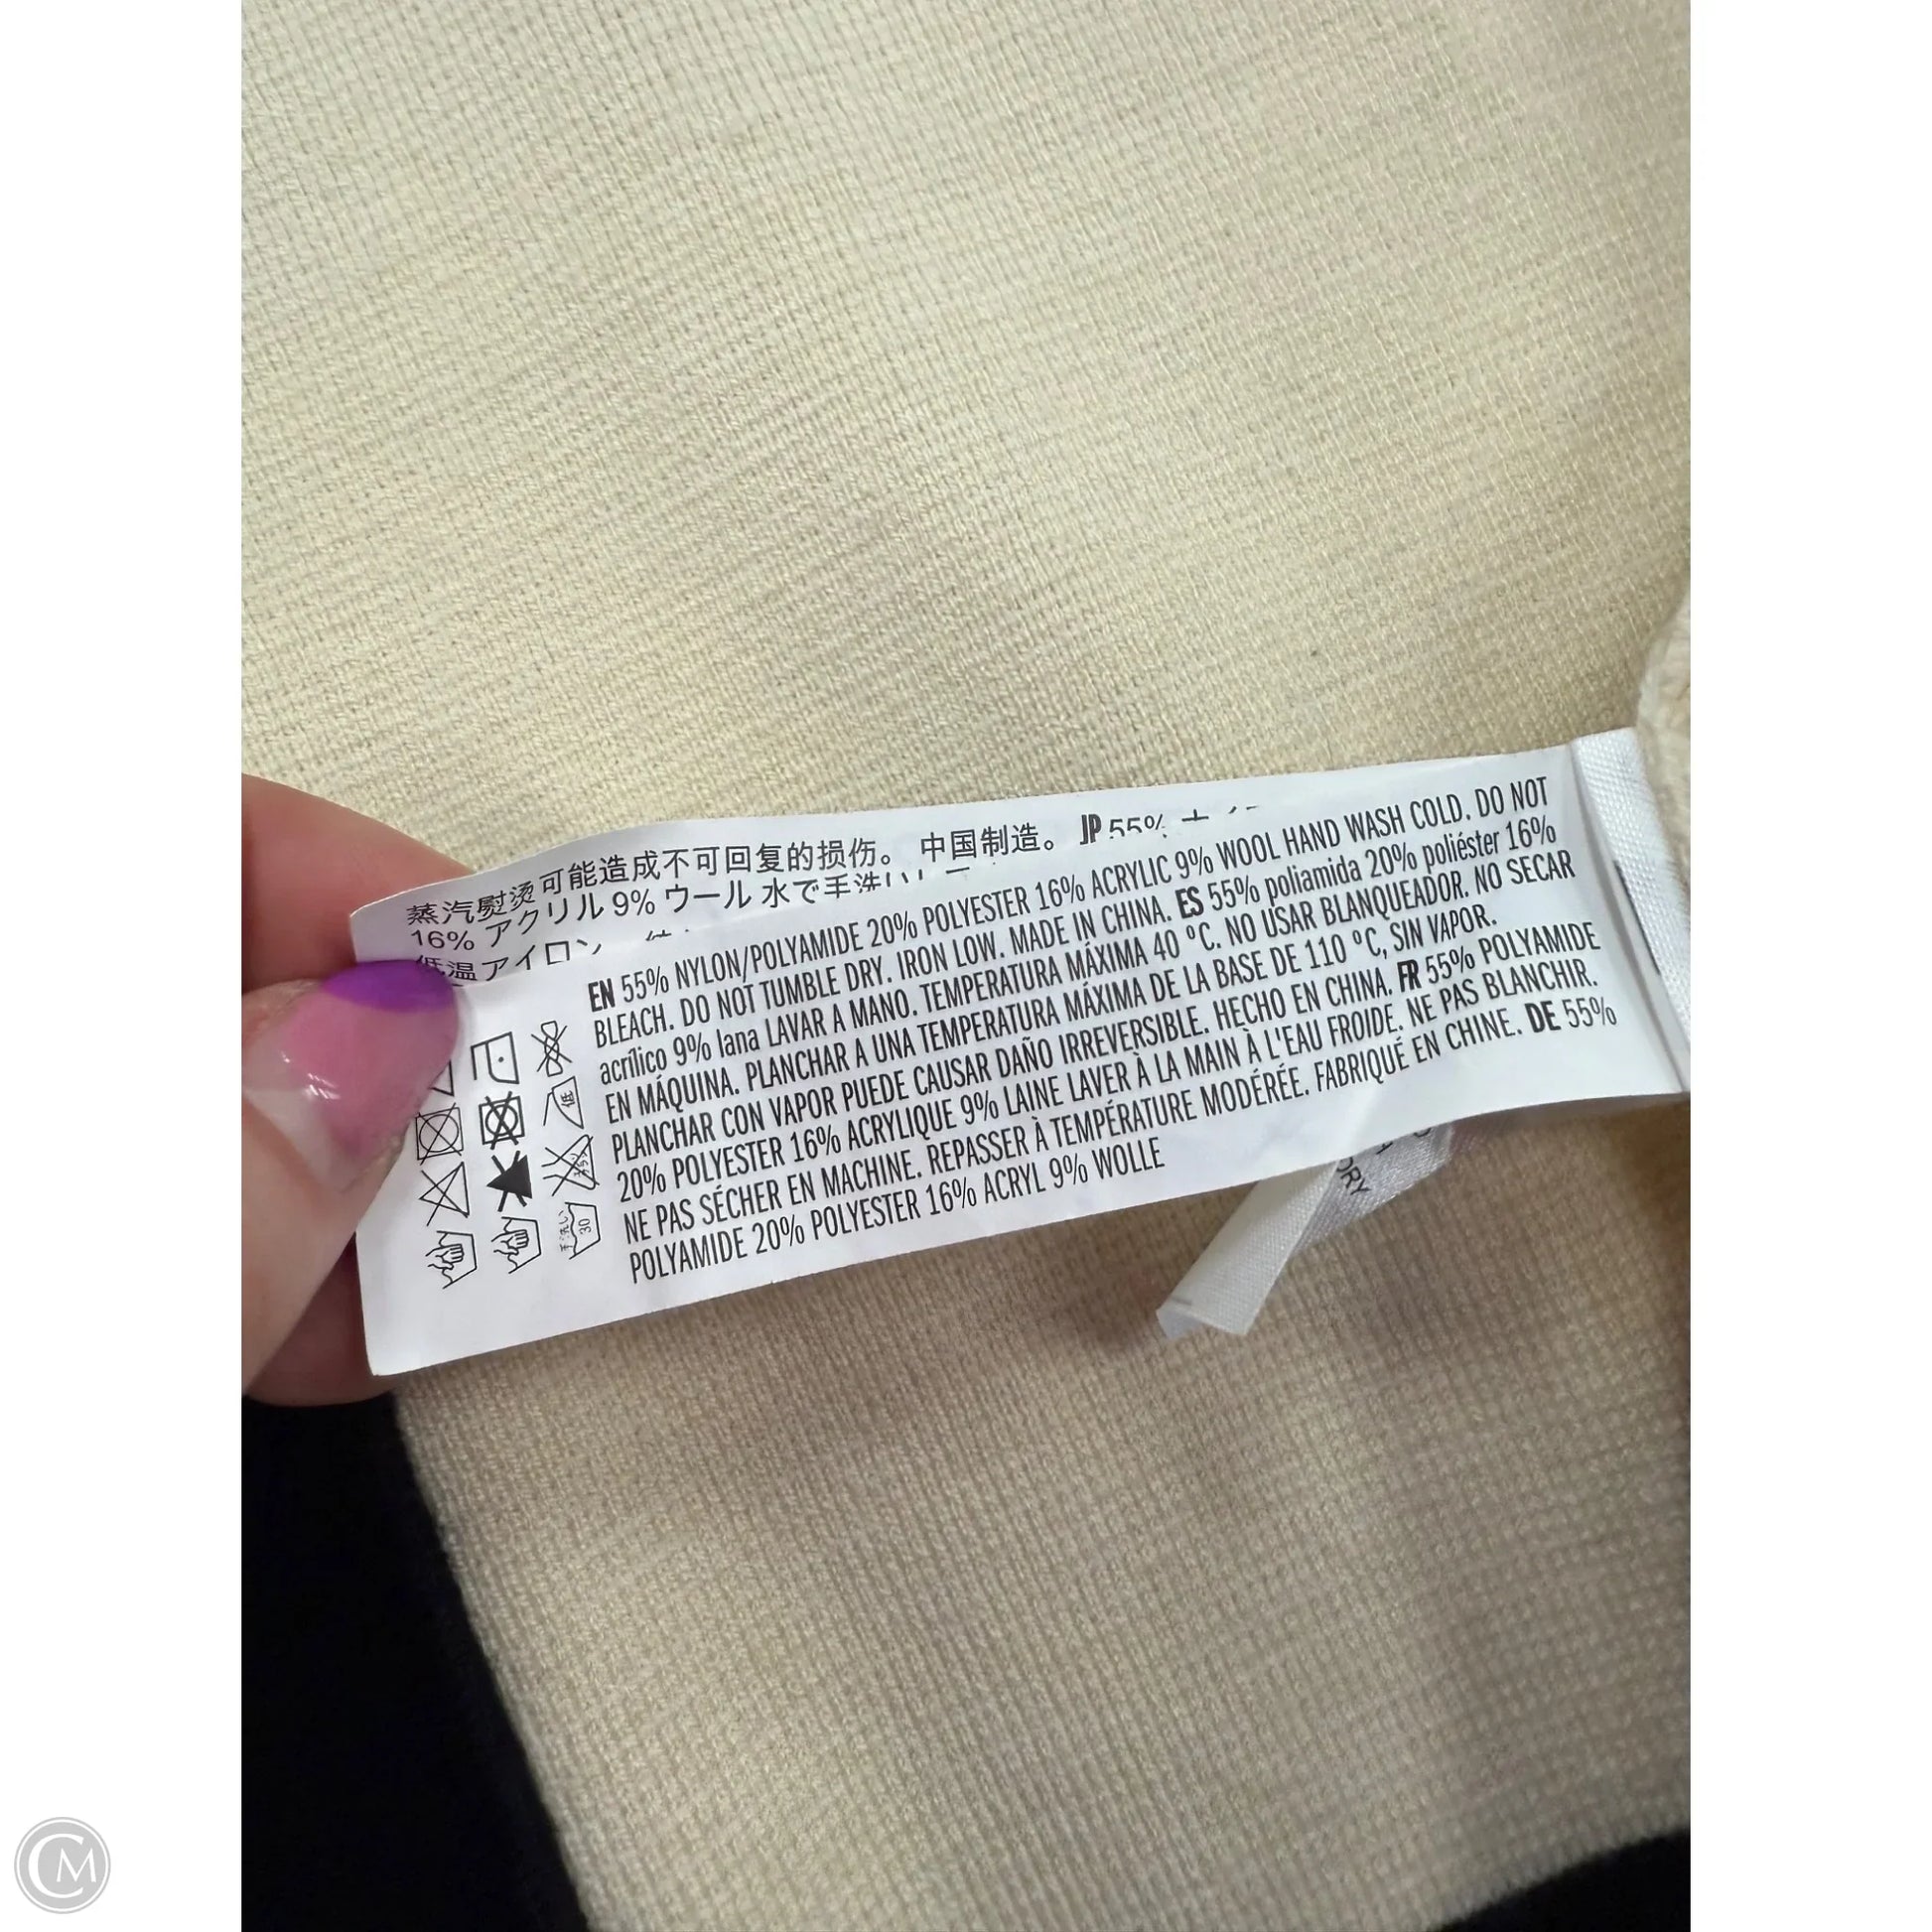 蒸汽熨烫可能造成不可回复的损伤。 中国制造。 JP 55%
16% アクリル 9% ウール 水で手洗い
低温アイロン
EN 55% NYLON/POLYAMIDE 20% POLYESTER 16% ACRYLIC 9% WOOL HAND WASH COLD. DO NOT
BLEACH. DO NOT TUMBLE DRY. IRON LOW. MADE IN CHINA. ES 55% poliamida 20% poliéster 16%
acrílico 9% lana LAVAR A MANO. TEMPERATURA MÁXIMA 40 °C. NO USAR BLANQUEADOR. NO SECAR
EN MÁQUINA. PLANCHAR A UNA TEMPERATURA MÁXIMA DE LA BASE DE 110 °C, SIN VAPOR.
PLANCHAR CON VAPOR PUEDE CAUSAR DAÑO IRREVERSIBLE. HECHO EN CHINA. FR 55% POLYAMIDE
20% POLYESTER 16% ACRYLIQUE 9% LAINE LAVER À LA MAIN À L'EAU FROIDE. NE PAS BLANCHIR.
NE PAS SÉCHER EN MACHINE. REPASSER À TEMPÉRATURE MODÉRÉE. FABRIQUÉ EN CHINE. DE 55%
POLYAMIDE 20% POLYESTER 16% ACRYL 9% WOLLE
低
手洗い
30
DRY
CM